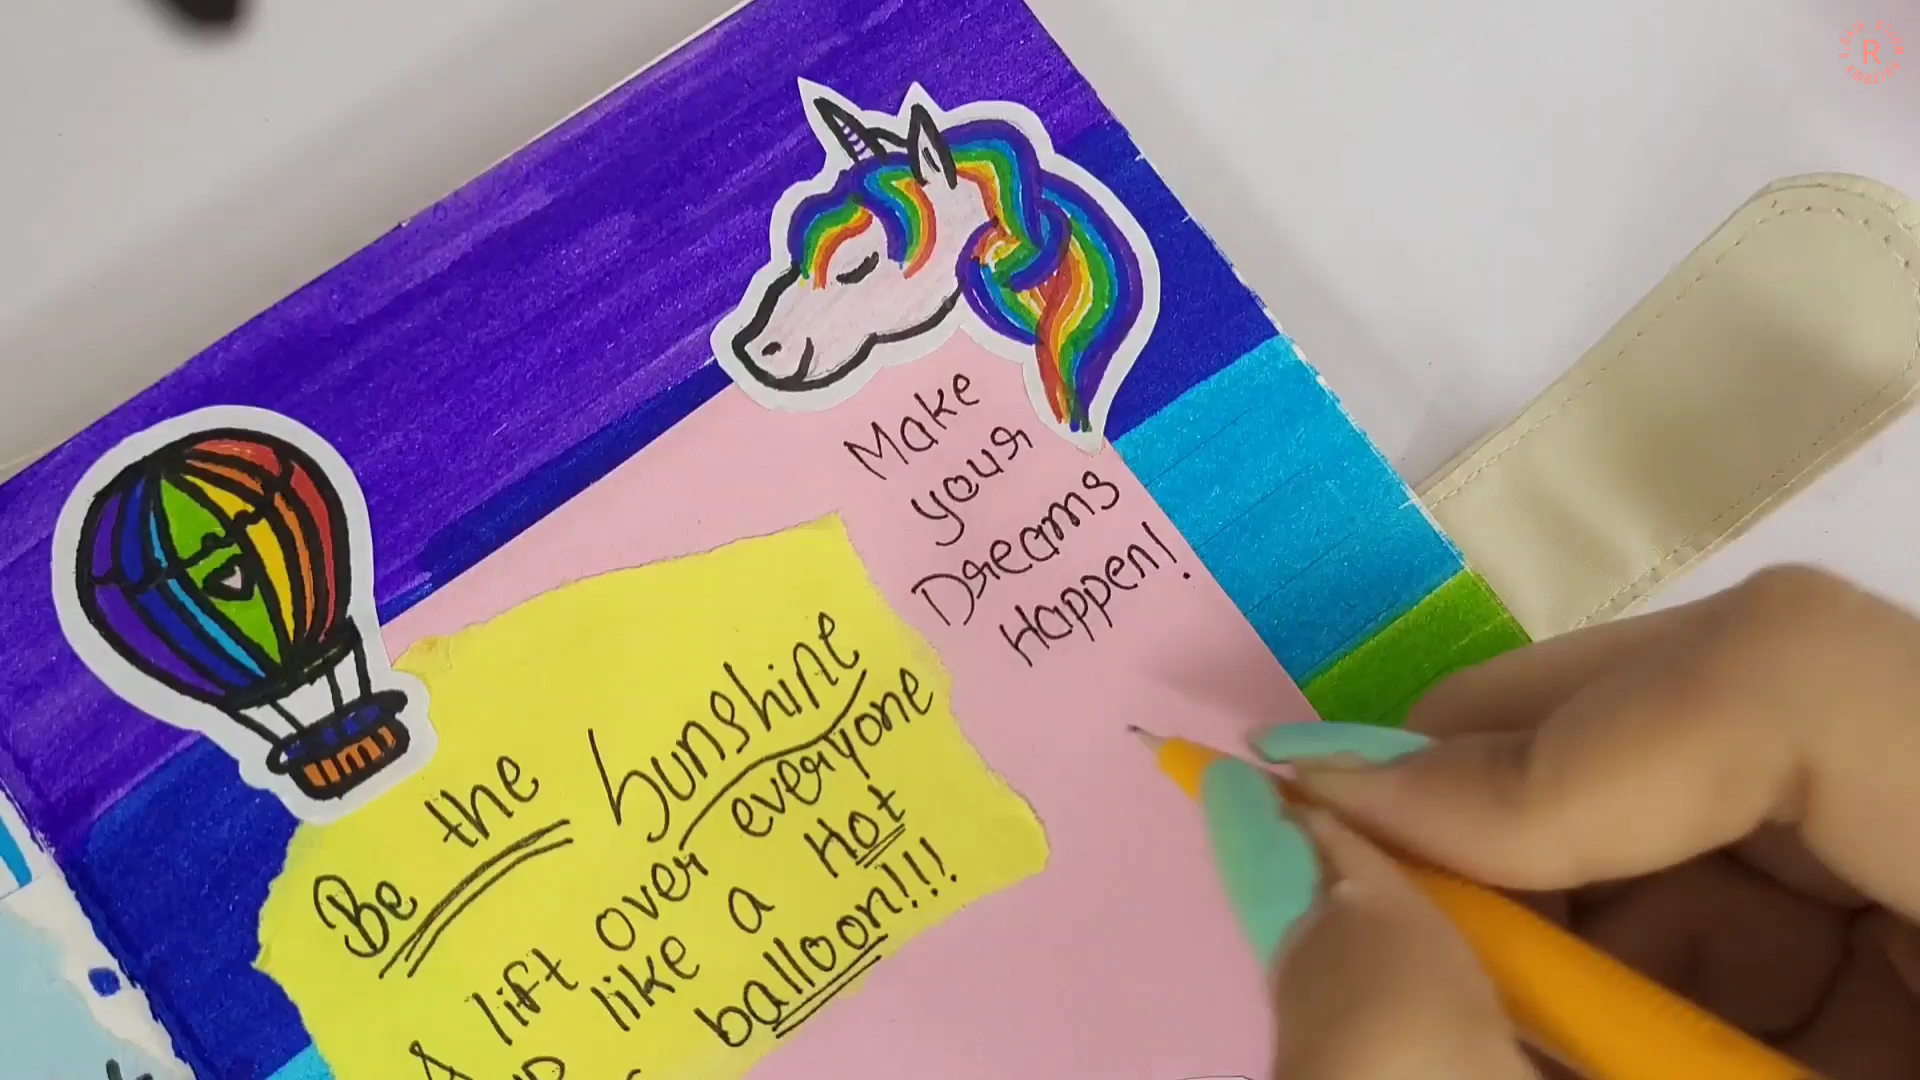 Make
your
Dreams
Happen!
Be the sunshine
lift over everyone
like a Hot
balloon!!!
R